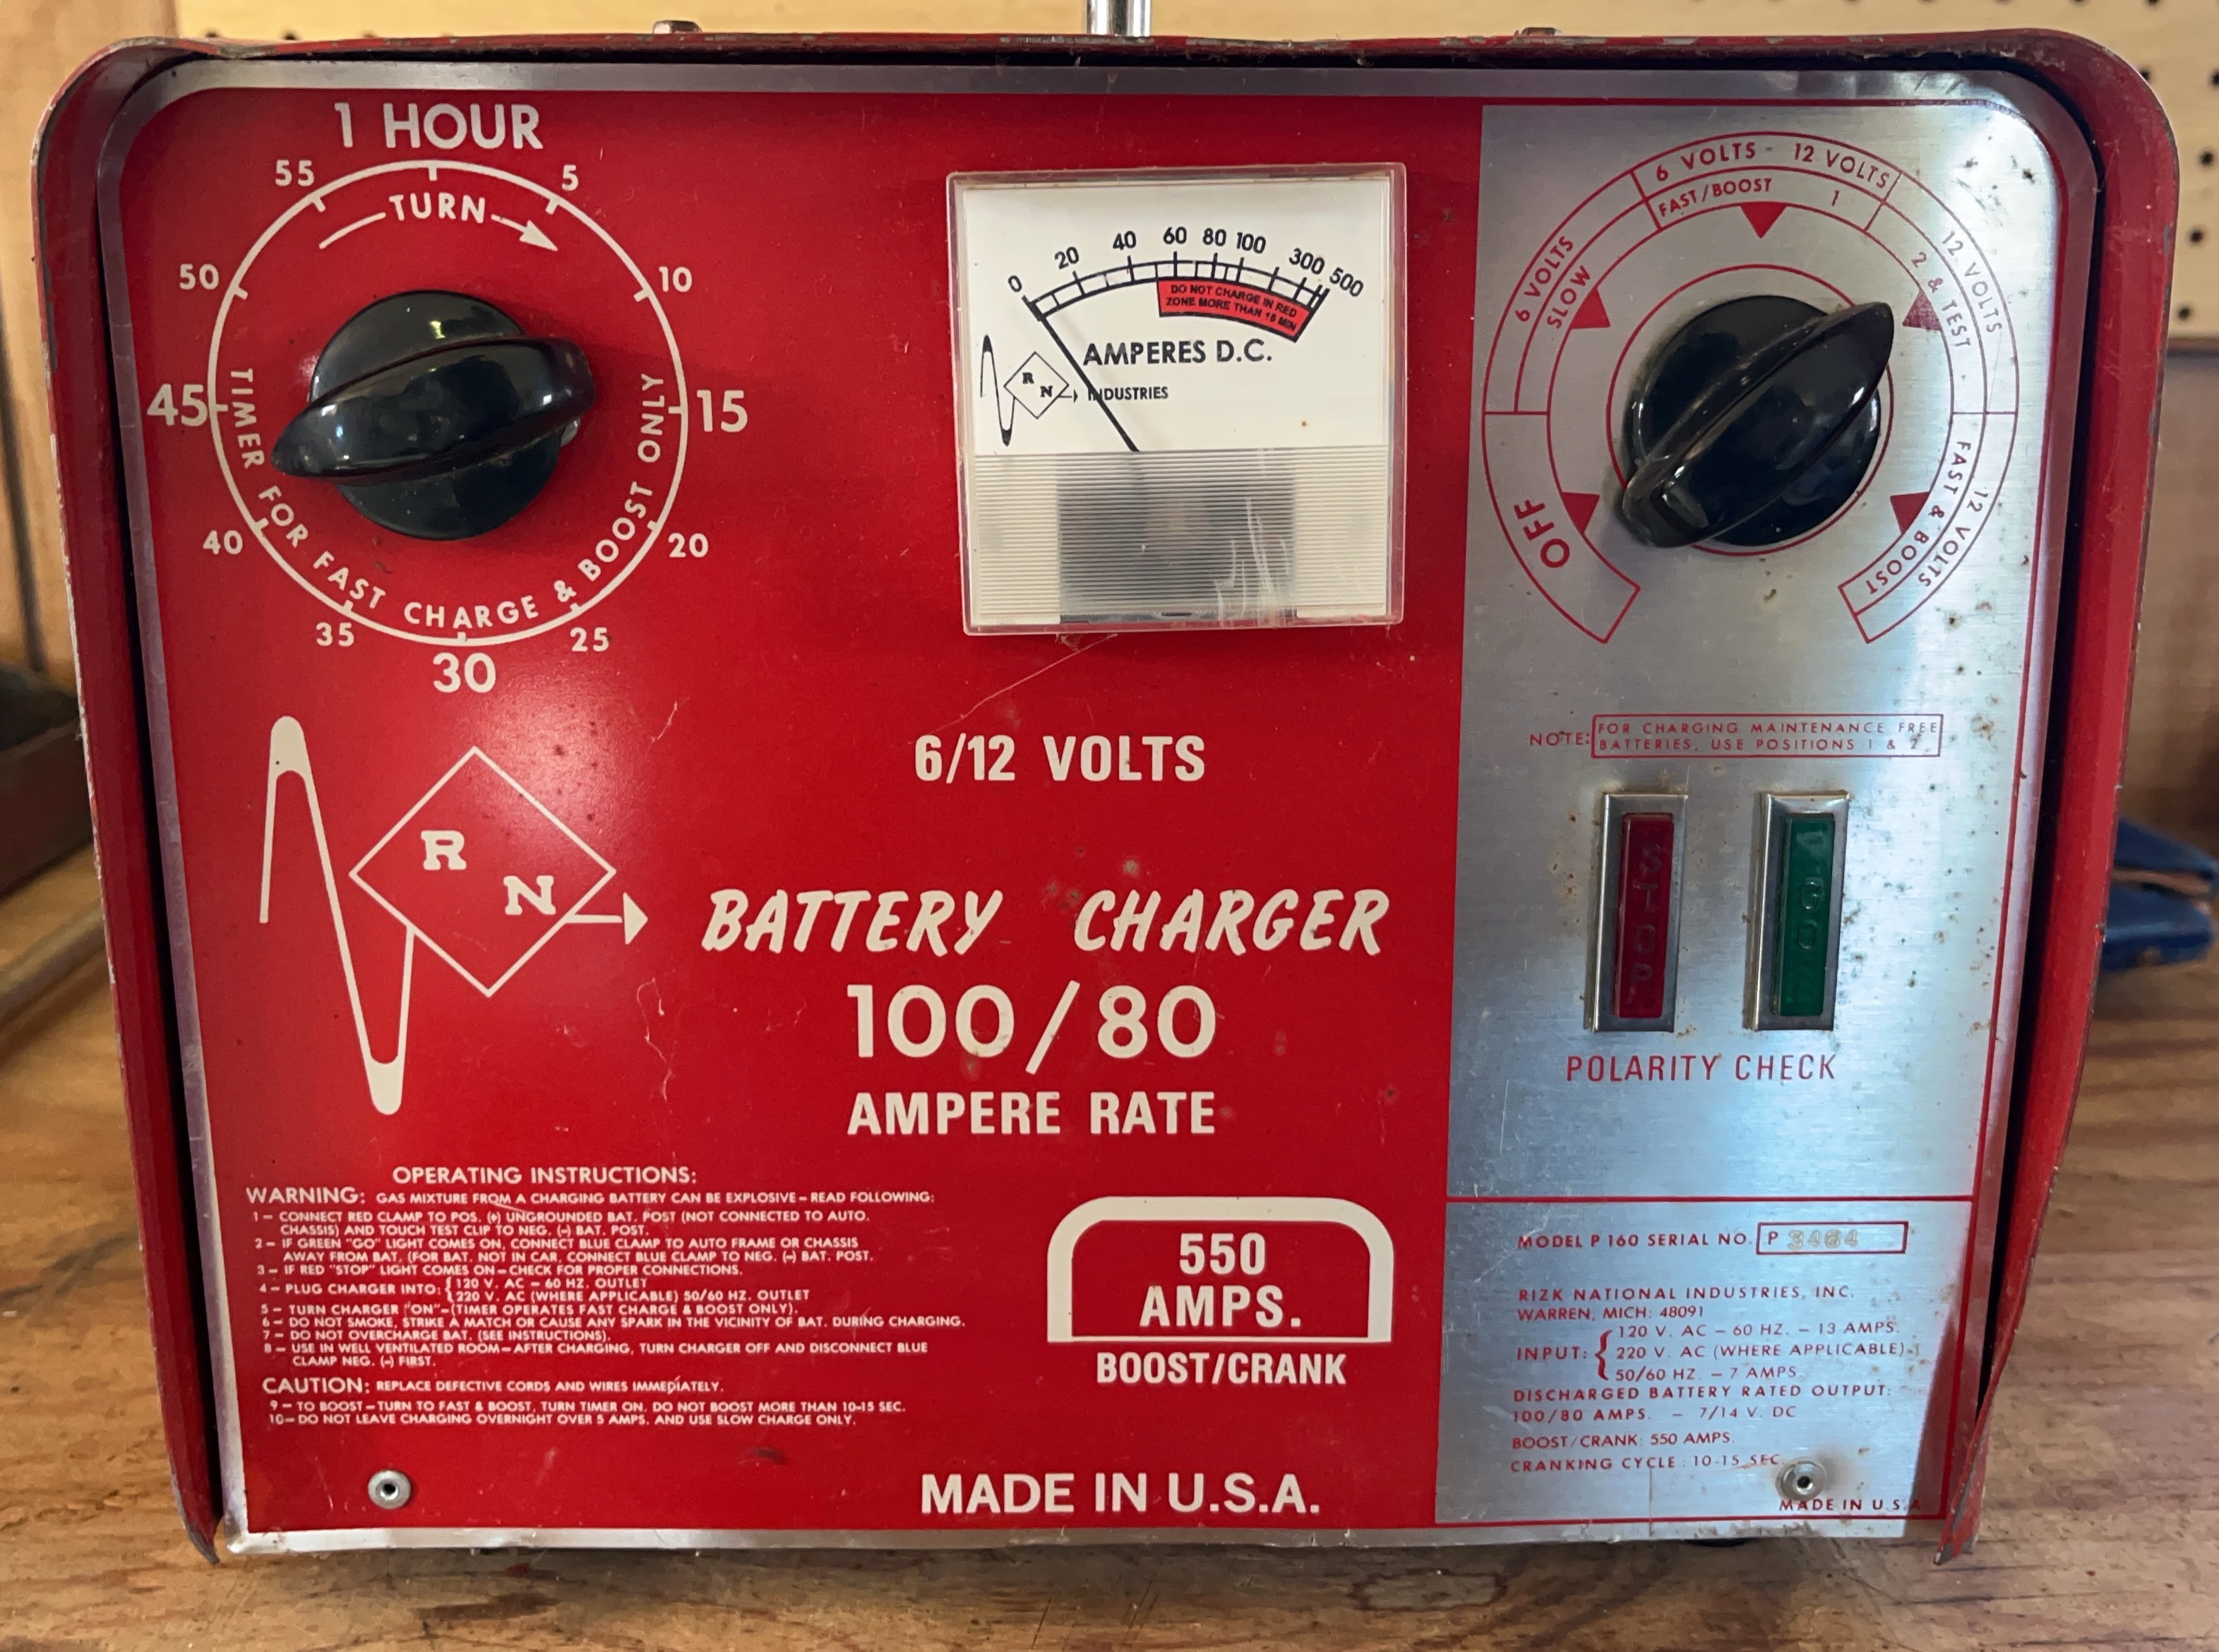 1 HOUR
55
5
TURN
50
10
45
15
40
20
35
25
30
TIMER FOR FAST CHARGE & BOOST ONLY
0 20 40 60 80 100 300 500
DO NOT CHARGE IN RED
ZONE MORE THAN 15 MIN
AMPERES D.C.
R
N
INDUSTRIES
OFF
6 VOLTS
SLOW
6 VOLTS - 12 VOLTS
FAST/BOOST 1
12 VOLTS
2 & TEST
12 VOLTS
FAST & BOOST
NOTE: FOR CHARGING MAINTENANCE FREE
BATTERIES, USE POSITIONS 1 & 2
STOP
GO
POLARITY CHECK
6/12 VOLTS
R
N
BATTERY CHARGER
100/80
AMPERE RATE
OPERATING INSTRUCTIONS:
WARNING: GAS MIXTURE FROM A CHARGING BATTERY CAN BE EXPLOSIVE – READ FOLLOWING:
1 – CONNECT RED CLAMP TO POS. (+) UNGROUNDED BAT. POST (NOT CONNECTED TO AUTO.
CHASSIS) AND TOUCH TEST CLIP TO NEG. (–) BAT. POST.
2 – IF GREEN "GO" LIGHT COMES ON, CONNECT BLUE CLAMP TO AUTO FRAME OR CHASSIS
AWAY FROM BAT. (FOR BAT. NOT IN CAR, CONNECT BLUE CLAMP TO NEG. (–) BAT. POST.
3 – IF RED "STOP" LIGHT COMES ON – CHECK FOR PROPER CONNECTIONS.
4 – PLUG CHARGER INTO: { 120 V. AC – 60 HZ. OUTLET
220 V. AC (WHERE APPLICABLE) 50/60 HZ. OUTLET
5 – TURN CHARGER "ON" – (TIMER OPERATES FAST CHARGE & BOOST ONLY).
6 – DO NOT SMOKE, STRIKE A MATCH OR CAUSE ANY SPARK IN THE VICINITY OF BAT. DURING CHARGING.
7 – DO NOT OVERCHARGE BAT. (SEE INSTRUCTIONS).
8 – USE IN WELL VENTILATED ROOM – AFTER CHARGING, TURN CHARGER OFF AND DISCONNECT BLUE
CLAMP NEG. (–) FIRST.
CAUTION: REPLACE DEFECTIVE CORDS AND WIRES IMMEDIATELY.
9 – TO BOOST – TURN TO FAST & BOOST, TURN TIMER ON. DO NOT BOOST MORE THAN 10-15 SEC.
10 – DO NOT LEAVE CHARGING OVERNIGHT OVER 5 AMPS. AND USE SLOW CHARGE ONLY.
550
AMPS.
BOOST/CRANK
MADE IN U.S.A.
MODEL P 160 SERIAL NO. P 3484
RIZK NATIONAL INDUSTRIES, INC.
WARREN, MICH: 48091
INPUT: { 120 V. AC – 60 HZ. – 13 AMPS.
220 V. AC (WHERE APPLICABLE) –
50/60 HZ. – 7 AMPS.
DISCHARGED BATTERY RATED OUTPUT:
100/80 AMPS. – 7/14 V. DC
BOOST/CRANK: 550 AMPS.
CRANKING CYCLE: 10-15 SEC.
MADE IN U.S.A